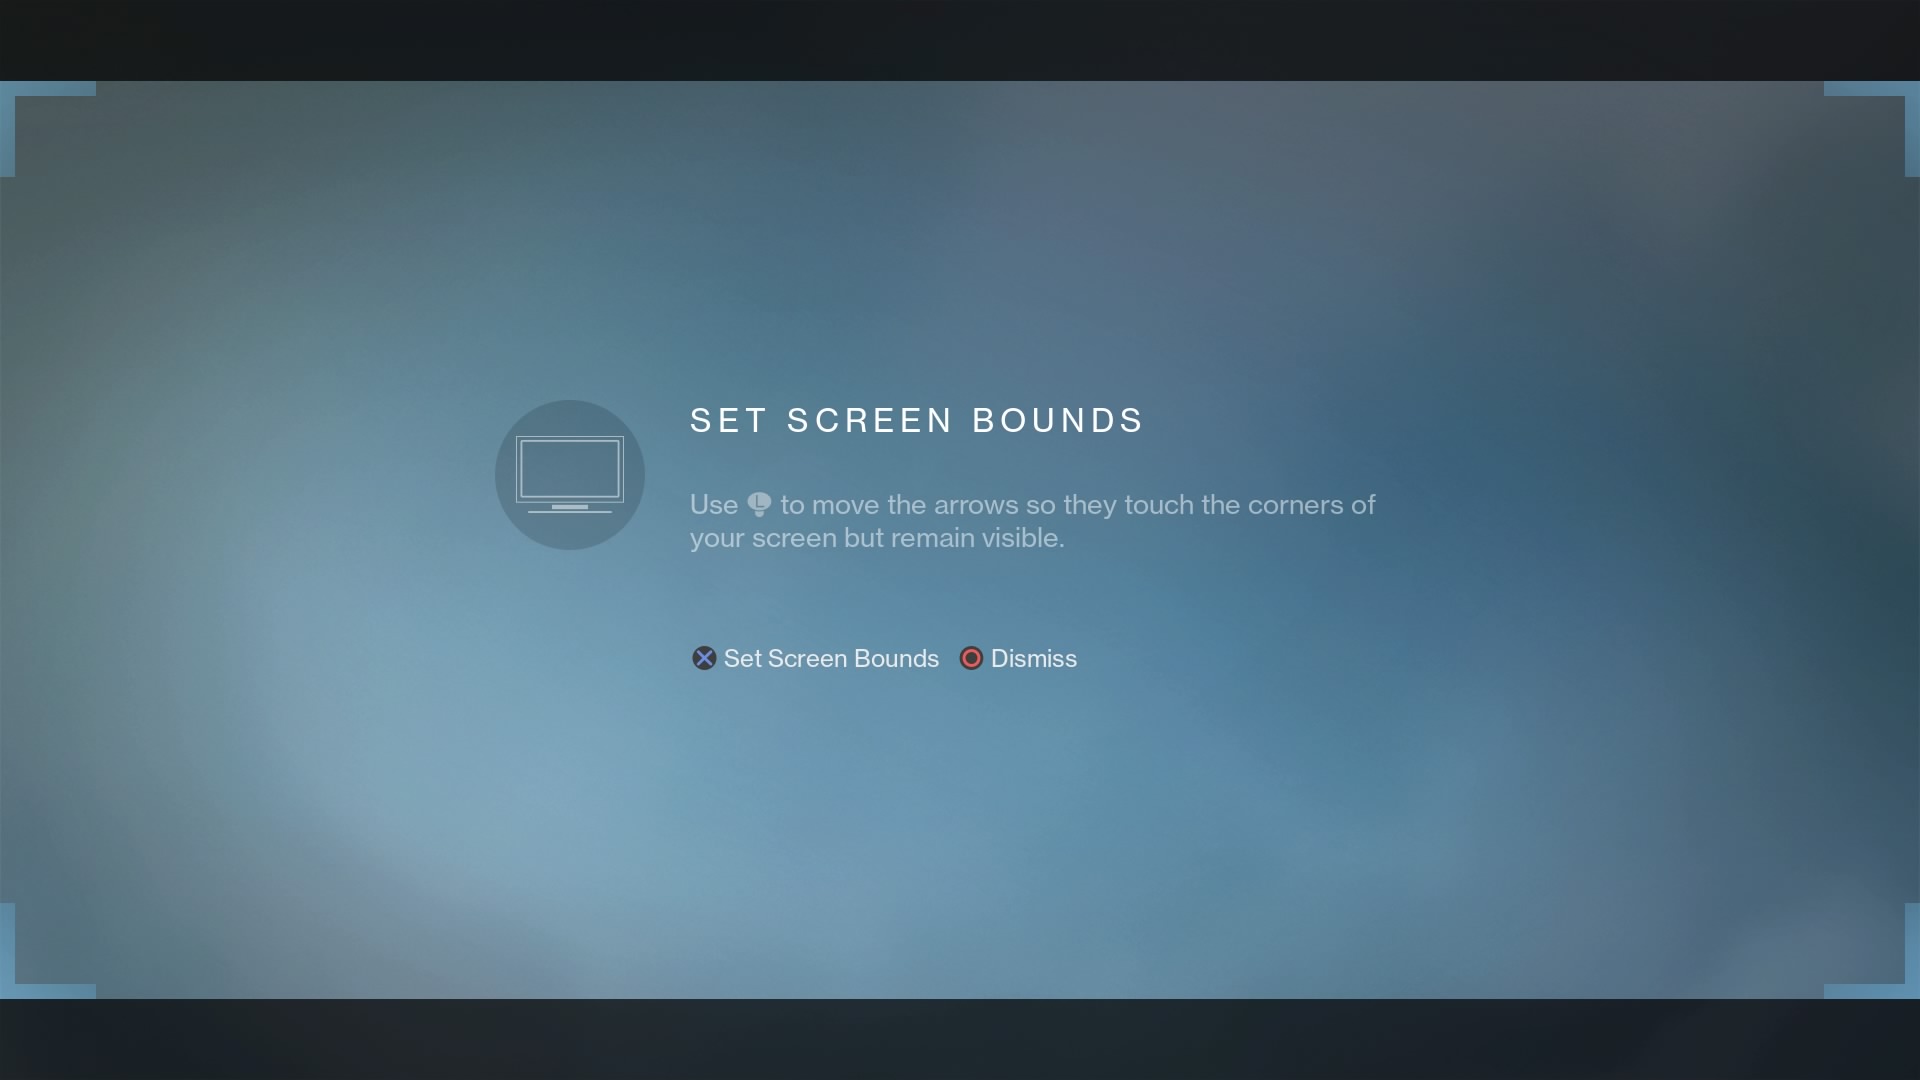 SET SCREEN BOUNDS
Use L to move the arrows so they touch the corners of
your screen but remain visible.
Set Screen Bounds Dismiss